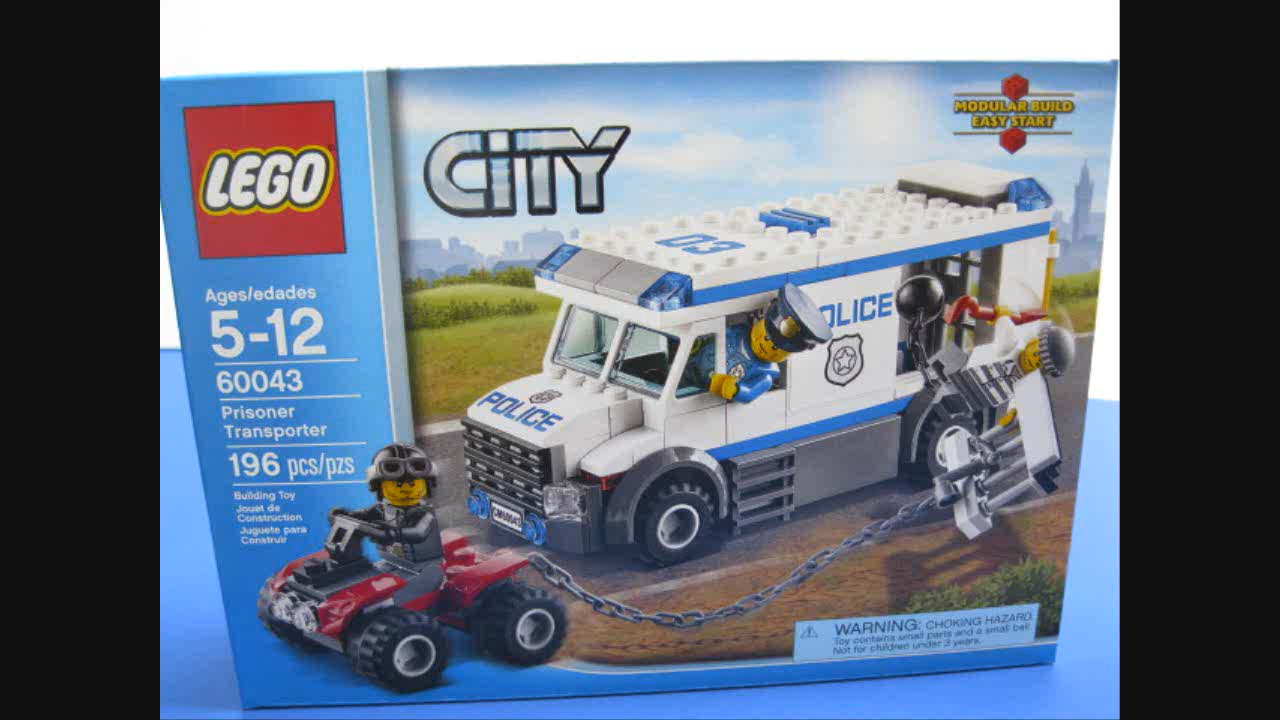 LEGO
CITY
MODULAR BUILD
EASY START
Ages/edades
5-12
60043
Prisoner
Transporter
196 pcs/pzs
Building Toy
Jouet de
Construction
Juguete para
Construir
03
POLICE
POLICE
WARNING: CHOKING HAZARD.
Toy contains small parts and a small ball.
Not for children under 3 years.